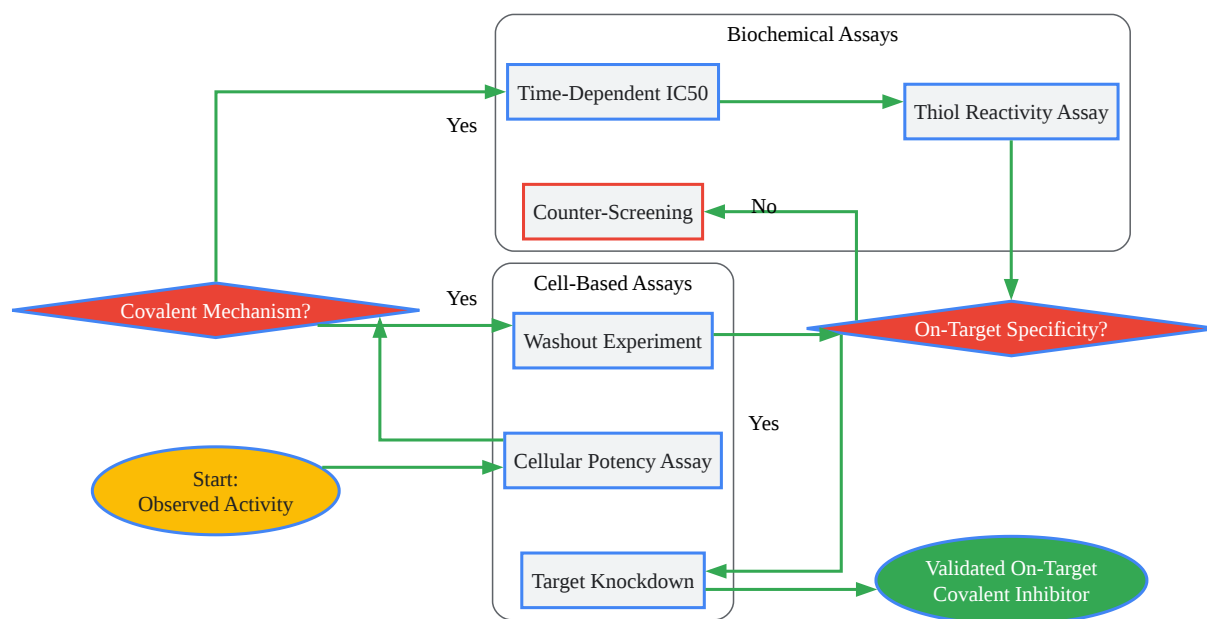 Biochemical Assays
Time-Dependent IC50
Thiol Reactivity Assay
Yes
Counter-Screening
No
Cell-Based Assays
Covalent Mechanism?
Yes
Washout Experiment
On-Target Specificity?
Yes
Cellular Potency Assay
Start:
Observed Activity
Target Knockdown
Validated On-Target
Covalent Inhibitor